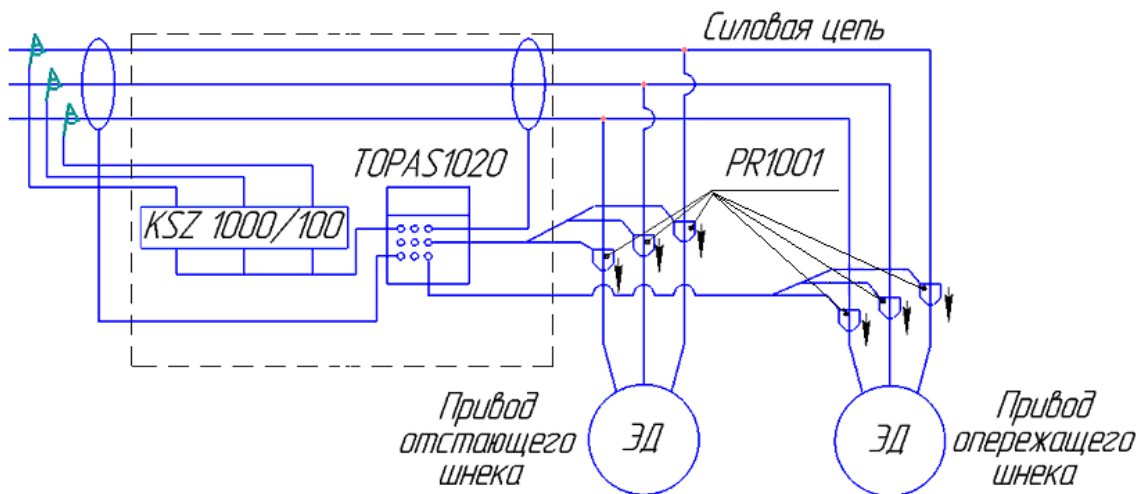 Силовая цепь
TOPAS1020
PR1001
KSZ 1000/100
Привод
отстающего
шнека
ЭД
ЭД
Привод
опережащего
шнека